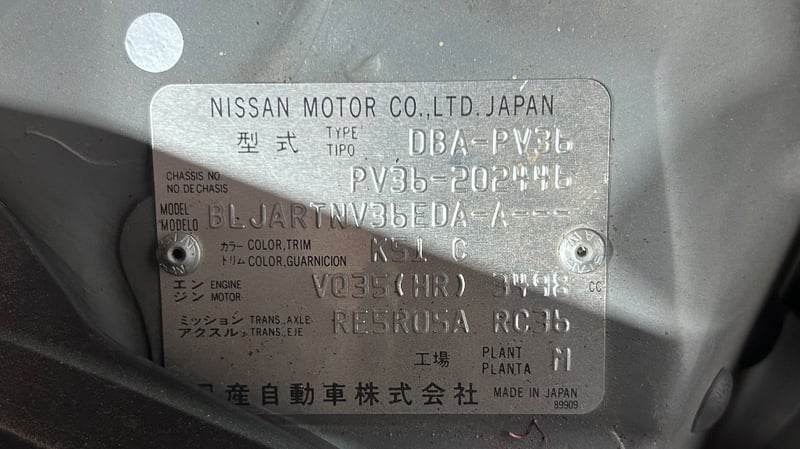 NISSAN MOTOR CO.,LTD. JAPAN
型式 TYPE TIPO DBA-PV36
CHASSIS NO NO.DE CHASIS PV36-202446
MODEL MODELO BLJARTNV36EDA-A---
カラー COLOR,TRIM トリム COLOR,GUARNICION K51 C
エンジン ENGINE MOTOR VQ35(HR) 3498 CC
ミッション TRANS.,AXLE アクスル TRANS.,EJE RE5R05A RC36
工場 PLANT PLANTA M
日産自動車株式会社 MADE IN JAPAN
89909